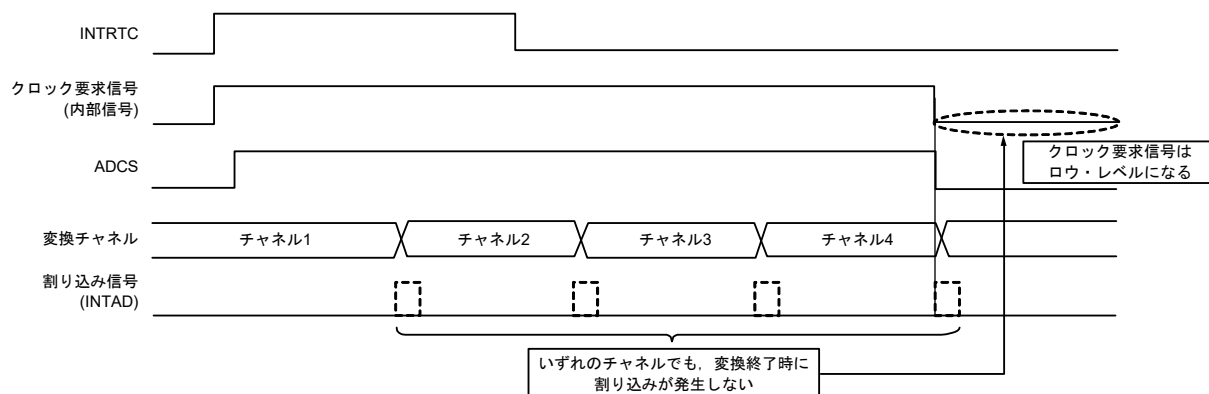 INTRTC
クロック要求信号
(内部信号)
クロック要求信号は
ロウ・レベルになる
ADCS
変換チャネル
チャネル1
チャネル2
チャネル3
チャネル4
割り込み信号
(INTAD)
いずれのチャネルでも，変換終了時に
割り込みが発生しない